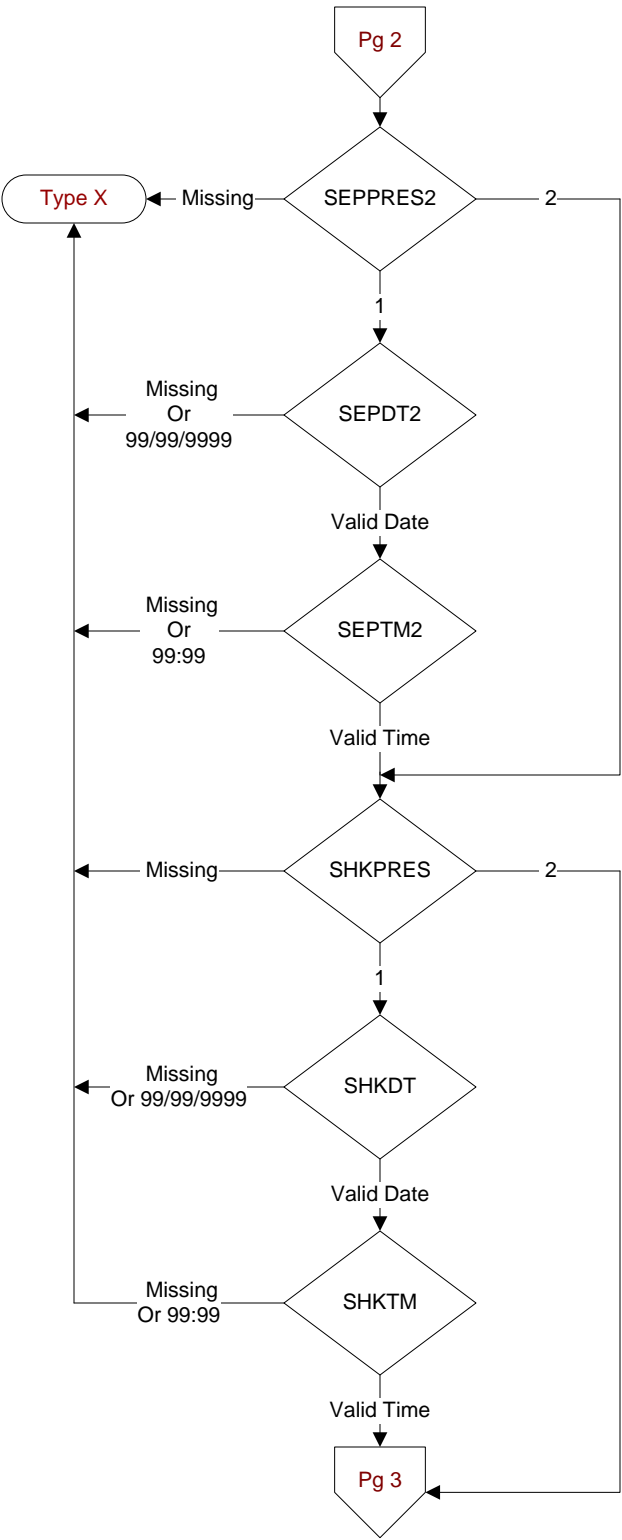 Pg 2
SEPPRES2
Type X
Missing
2
1
SEPDT2
Missing
Or
99/99/9999
Valid Date
SEPTM2
Missing
Or
99:99
Valid Time
SHKPRES
Missing
2
1
SHKDT
Missing
Or 99/99/9999
Valid Date
SHKTM
Missing
Or 99:99
Valid Time
Pg 3